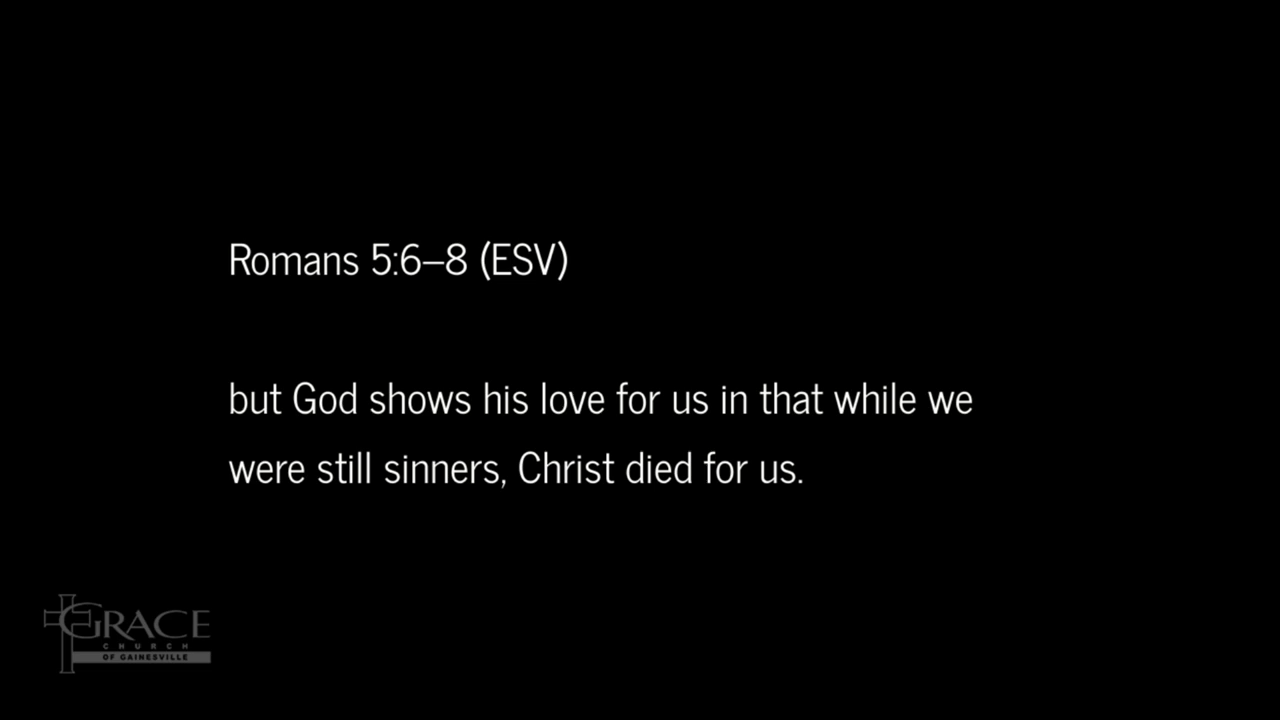 Romans 5:6–8 (ESV)
but God shows his love for us in that while we
were still sinners, Christ died for us.
GRACE
CHURCH
OF GAINESVILLE